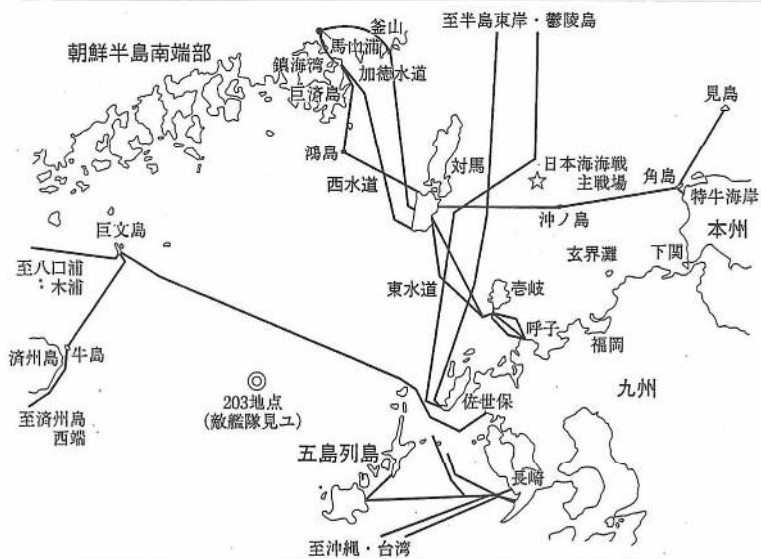 釜山
至半島東岸・鬱陵島
朝鮮半島南端部
馬山浦
鎮海湾
加徳水道
巨済島
見島
鴻島
対馬
日本海海戦
主戦場
西水道
角島
特牛海岸
沖ノ島
本州
巨文島
玄界灘
下関
至八口浦
:木浦
東水道
壱岐
呼子
福岡
済州島
牛島
九州
203地点
(敵艦隊見ユ)
佐世保
至済州島
西端
五島列島
長崎
至沖縄・台湾